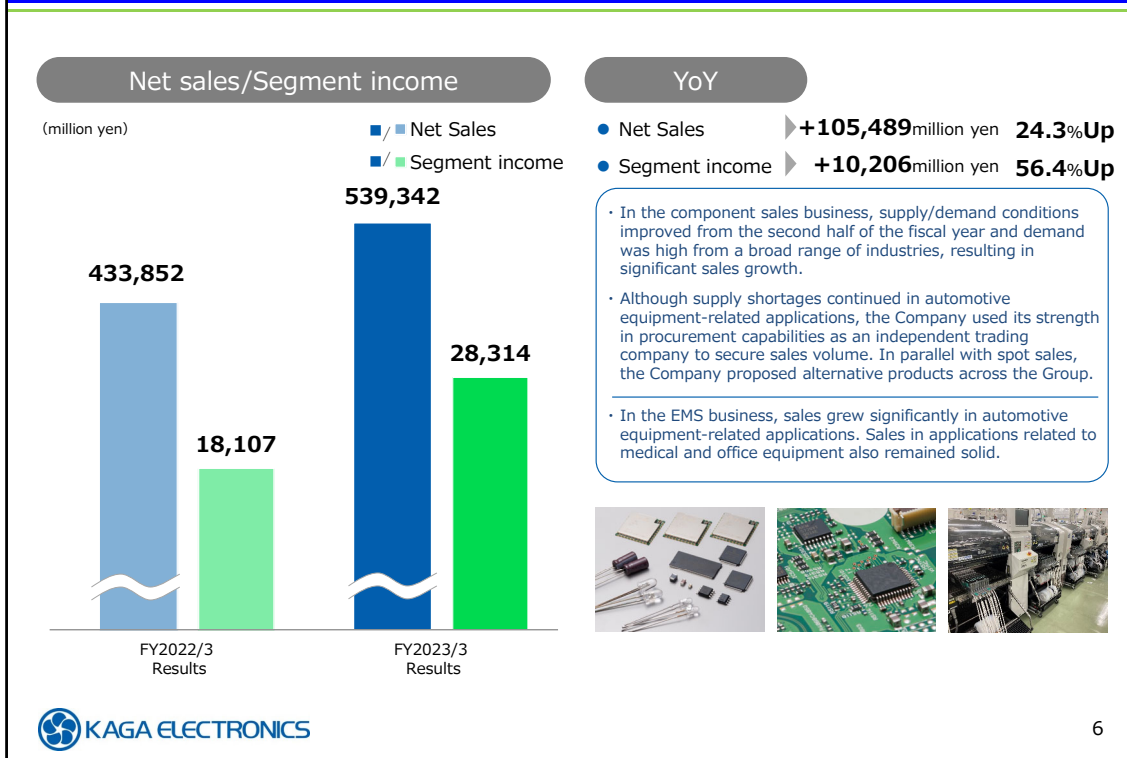 Net sales/Segment income
YoY
(million yen)
■/■ Net Sales
■/■ Segment income
● Net Sales +105,489million yen 24.3%Up
● Segment income +10,206million yen 56.4%Up
433,852
18,107
539,342
28,314
FY2022/3
Results
FY2023/3
Results
・In the component sales business, supply/demand conditions
improved from the second half of the fiscal year and demand
was high from a broad range of industries, resulting in
significant sales growth.
・Although supply shortages continued in automotive
equipment-related applications, the Company used its strength
in procurement capabilities as an independent trading
company to secure sales volume. In parallel with spot sales,
the Company proposed alternative products across the Group.
・In the EMS business, sales grew significantly in automotive
equipment-related applications. Sales in applications related to
medical and office equipment also remained solid.
KAGA ELECTRONICS
6